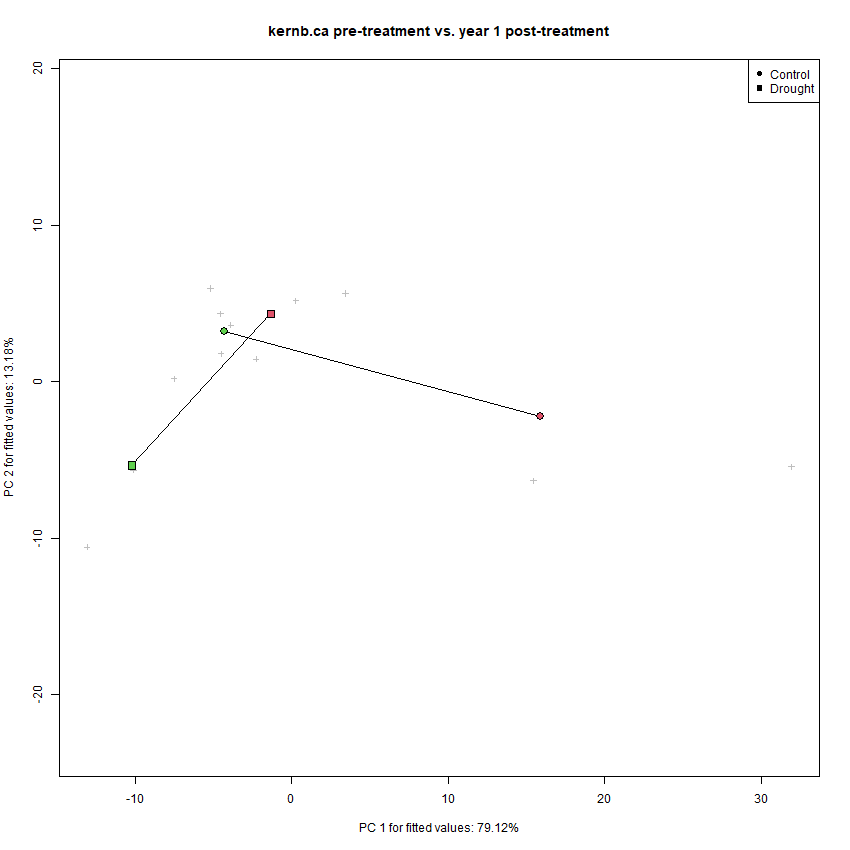 kernb.ca pre-treatment vs. year 1 post-treatment
Control
Drought
20
10
0
-10
-20
PC 2 for fitted values: 13.18%
-10
0
10
20
30
PC 1 for fitted values: 79.12%